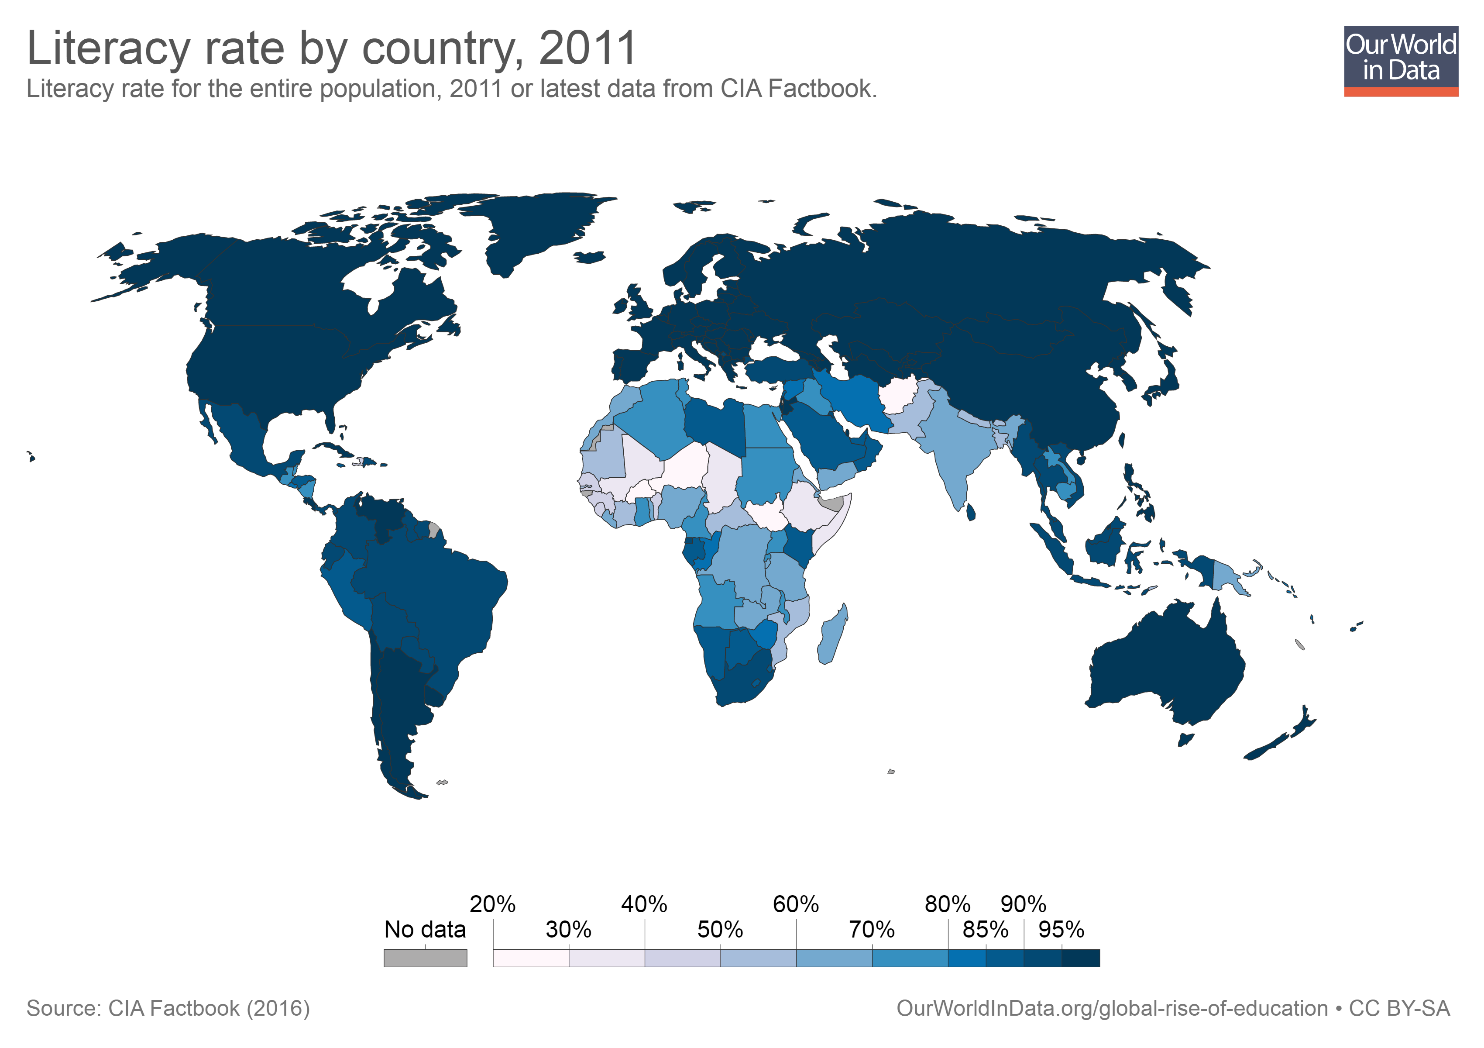 Literacy rate by country, 2011
Literacy rate for the entire population, 2011 or latest data from CIA Factbook.
Our World
in Data
20% 40% 60% 80% 90%
No data 30% 50% 70% 85% 95%
Source: CIA Factbook (2016)
OurWorldInData.org/global-rise-of-education • CC BY-SA